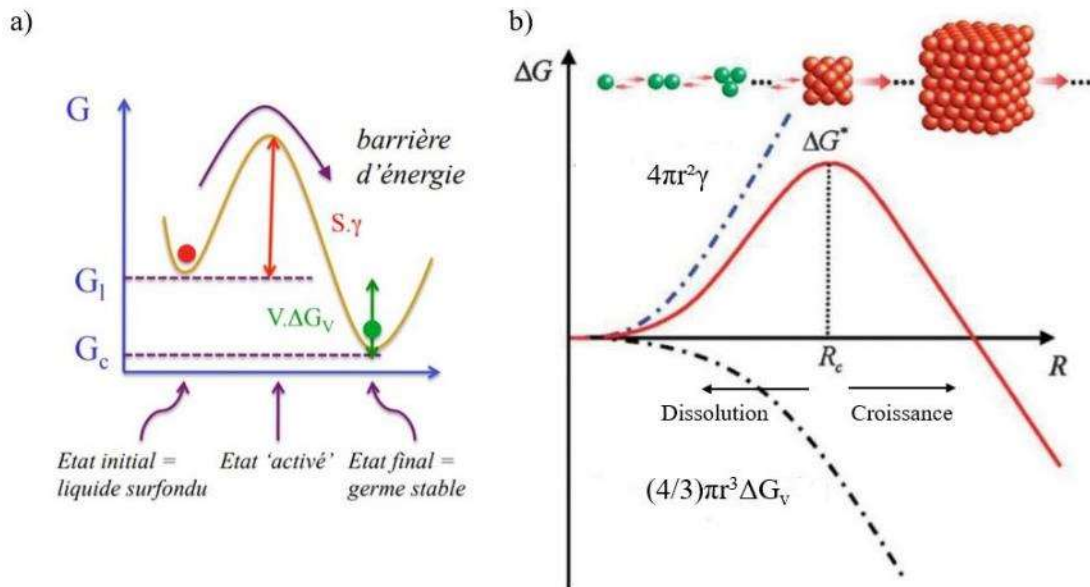 a)
G
barrière
d'énergie
S.γ
G_l
V.ΔG_V
G_c
Etat initial =
liquide surfondu
Etat 'activé'
Etat final =
germe stable
b)
ΔG
ΔG*
4πr²γ
R_c
R
Dissolution
Croissance
(4/3)πr³ΔG_v